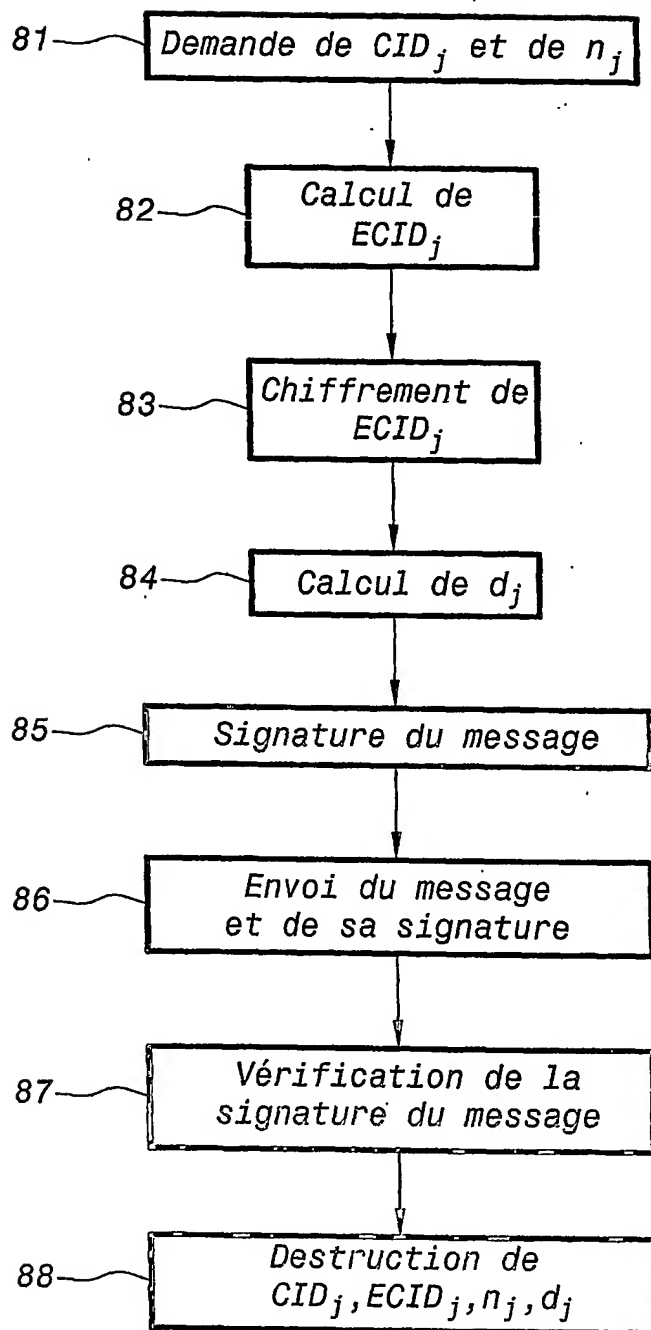 81
Demande de CID_j et de n_j
82
Calcul de
ECID_j
83
Chiffrement de
ECID_j
84
Calcul de d_j
85
Signature du message
86
Envoi du message
et de sa signature
87
Vérification de la
signature du message
88
Destruction de
CID_j, ECID_j, n_j, d_j